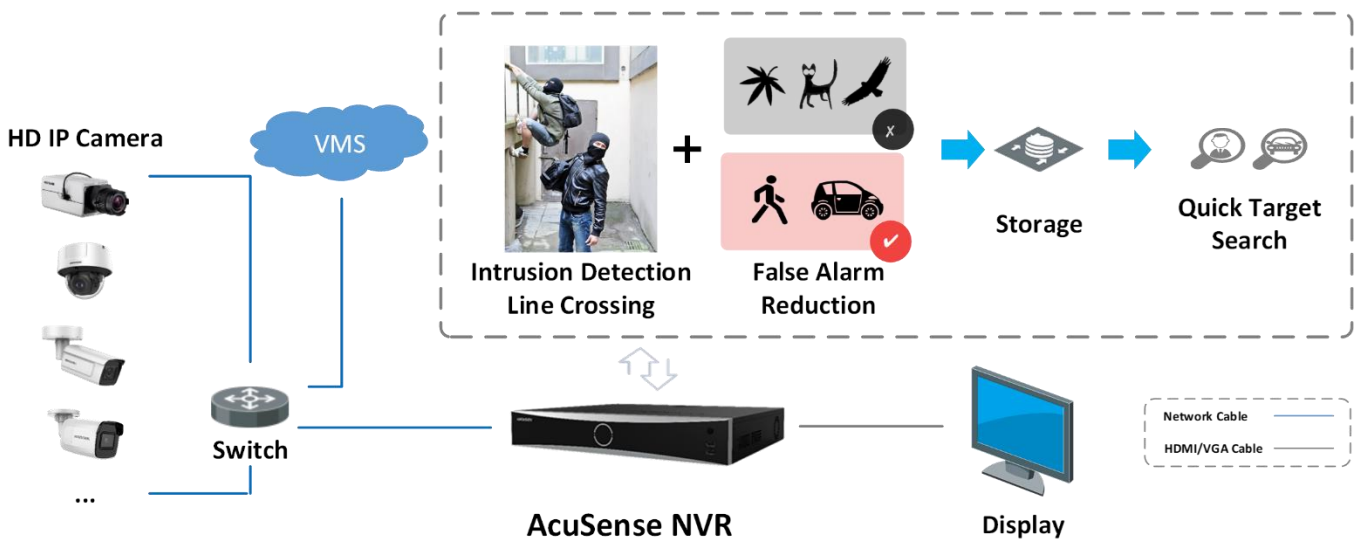 HD IP Camera
VMS
Intrusion Detection
Line Crossing
+
False Alarm
Reduction
Storage
Quick Target
Search
Switch
...
AcuSense NVR
Display
Network Cable
HDMI/VGA Cable